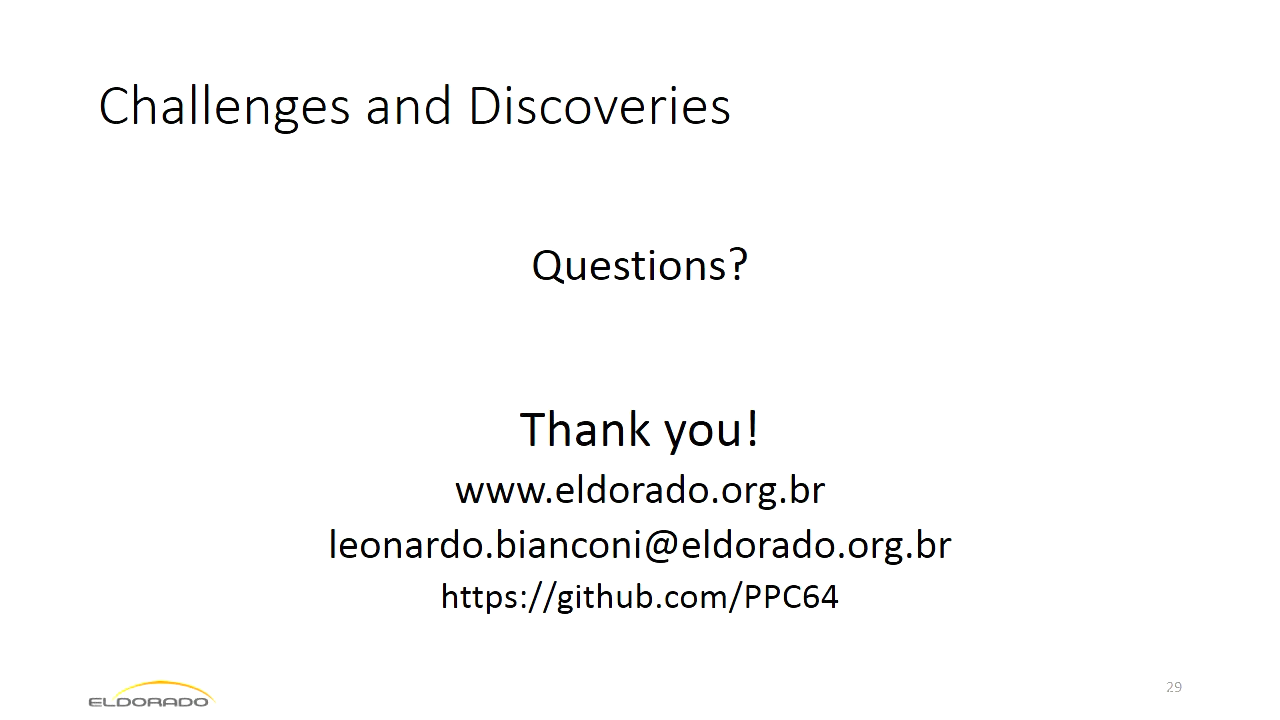 Challenges and Discoveries
Questions?
Thank you!
www.eldorado.org.br
leonardo.bianconi@eldorado.org.br
https://github.com/PPC64
ELDORADO
29